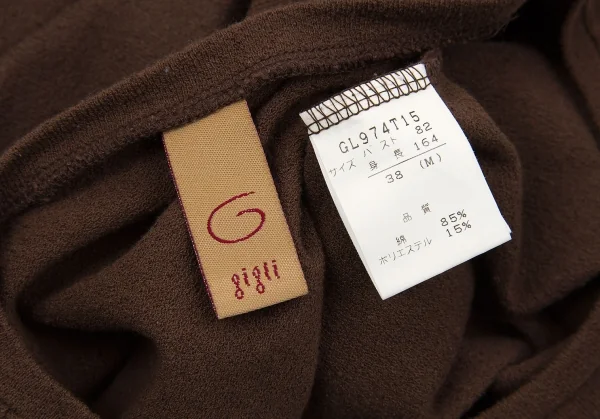 G
gigli
GL974T15
サイズ バスト 82
身長 164
38 (M)
品質
綿 85%
ポリエステル 15%